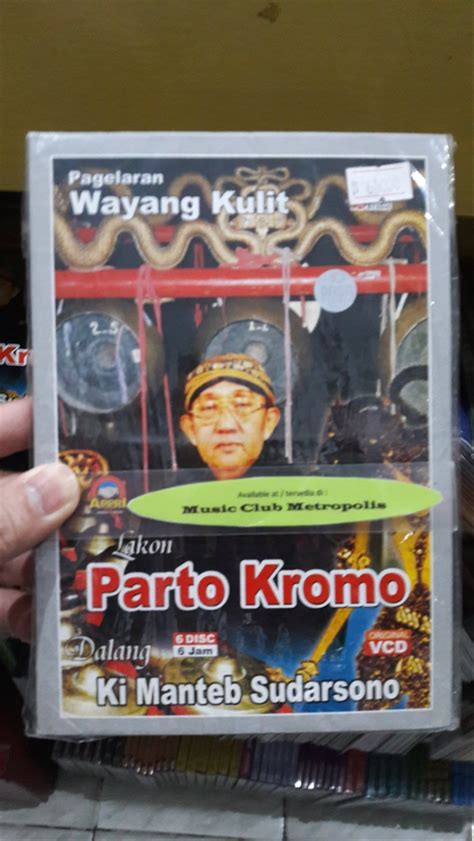 Pagelaran
Wayang Kulit
Available at / tersedia di :
Music Club Metropolis
Lakon
Parto Kromo
Dalang
6 DISC
6 Jam
ORIGINAL
VCD
Ki Manteb Sudarsono